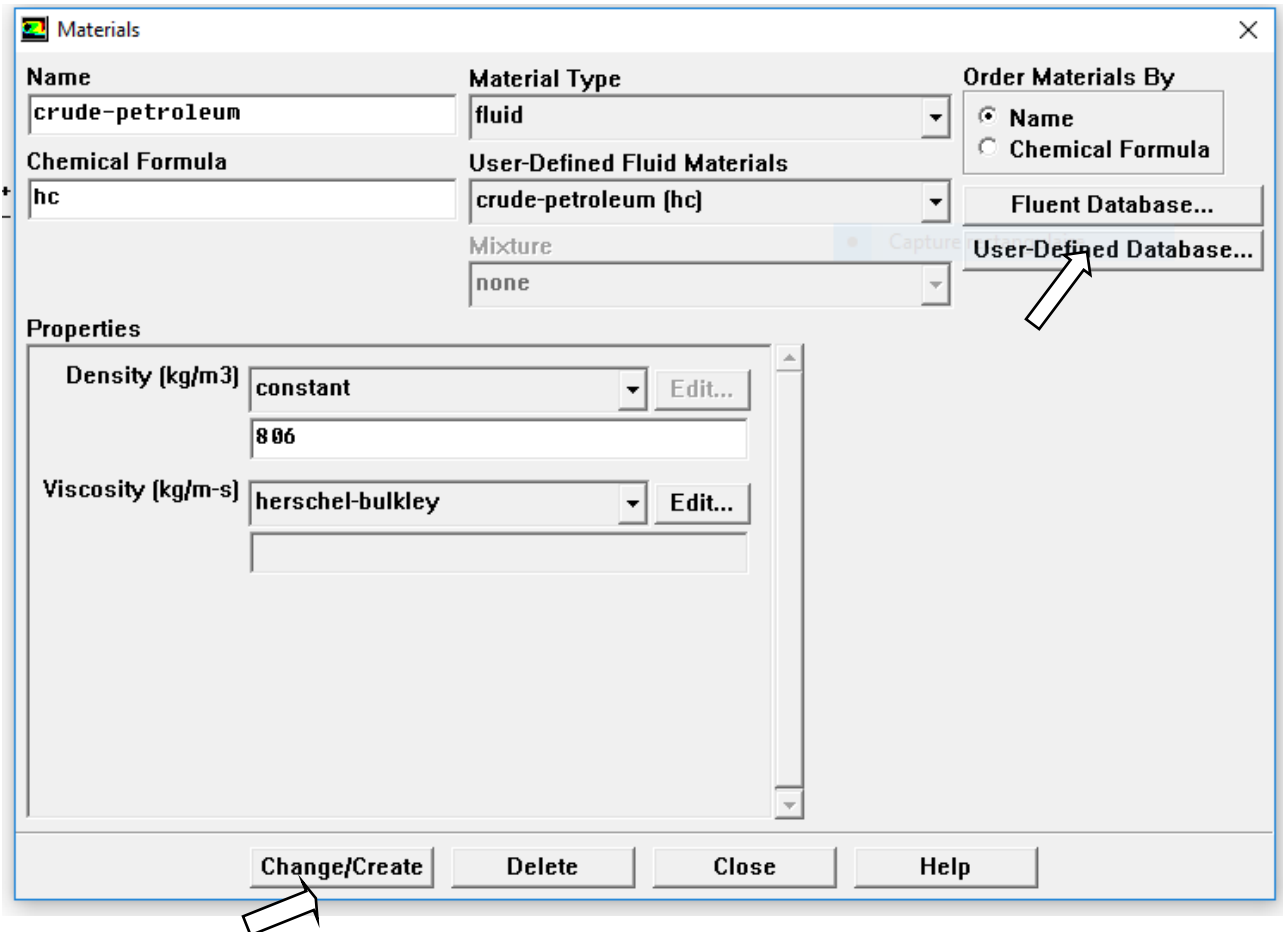 Materials
Name
crude-petroleum
Chemical Formula
hc
Material Type
fluid
User-Defined Fluid Materials
crude-petroleum (hc)
Mixture
none
Order Materials By
Name
Chemical Formula
Fluent Database...
User-Defined Database...
Capture rectangulaire
Properties
Density (kg/m3)
constant
Edit...
806
Viscosity (kg/m-s)
herschel-bulkley
Edit...
Change/Create
Delete
Close
Help